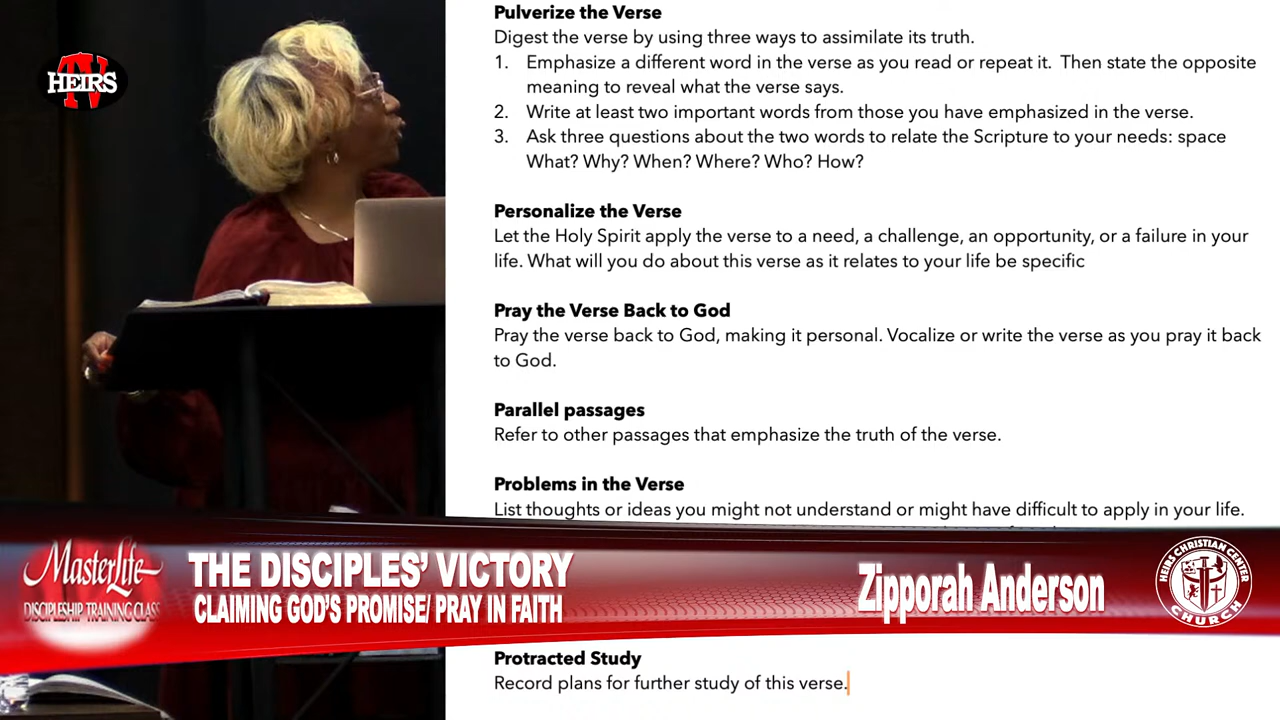 HEIRS
TV
Pulverize the Verse
Digest the verse by using three ways to assimilate its truth.
1. Emphasize a different word in the verse as you read or repeat it. Then state the opposite
meaning to reveal what the verse says.
2. Write at least two important words from those you have emphasized in the verse.
3. Ask three questions about the two words to relate the Scripture to your needs: space
What? Why? When? Where? Who? How?
Personalize the Verse
Let the Holy Spirit apply the verse to a need, a challenge, an opportunity, or a failure in your
life. What will you do about this verse as it relates to your life be specific
Pray the Verse Back to God
Pray the verse back to God, making it personal. Vocalize or write the verse as you pray it back
to God.
Parallel passages
Refer to other passages that emphasize the truth of the verse.
Problems in the Verse
List thoughts or ideas you might not understand or might have difficult to apply in your life.
MasterLife
DISCIPLESHIP TRAINING CLASS
THE DISCIPLES' VICTORY
CLAIMING GOD'S PROMISE/ PRAY IN FAITH
Zipporah Anderson
HEIRS CHRISTIAN CENTER
CHURCH
Protracted Study
Record plans for further study of this verse.